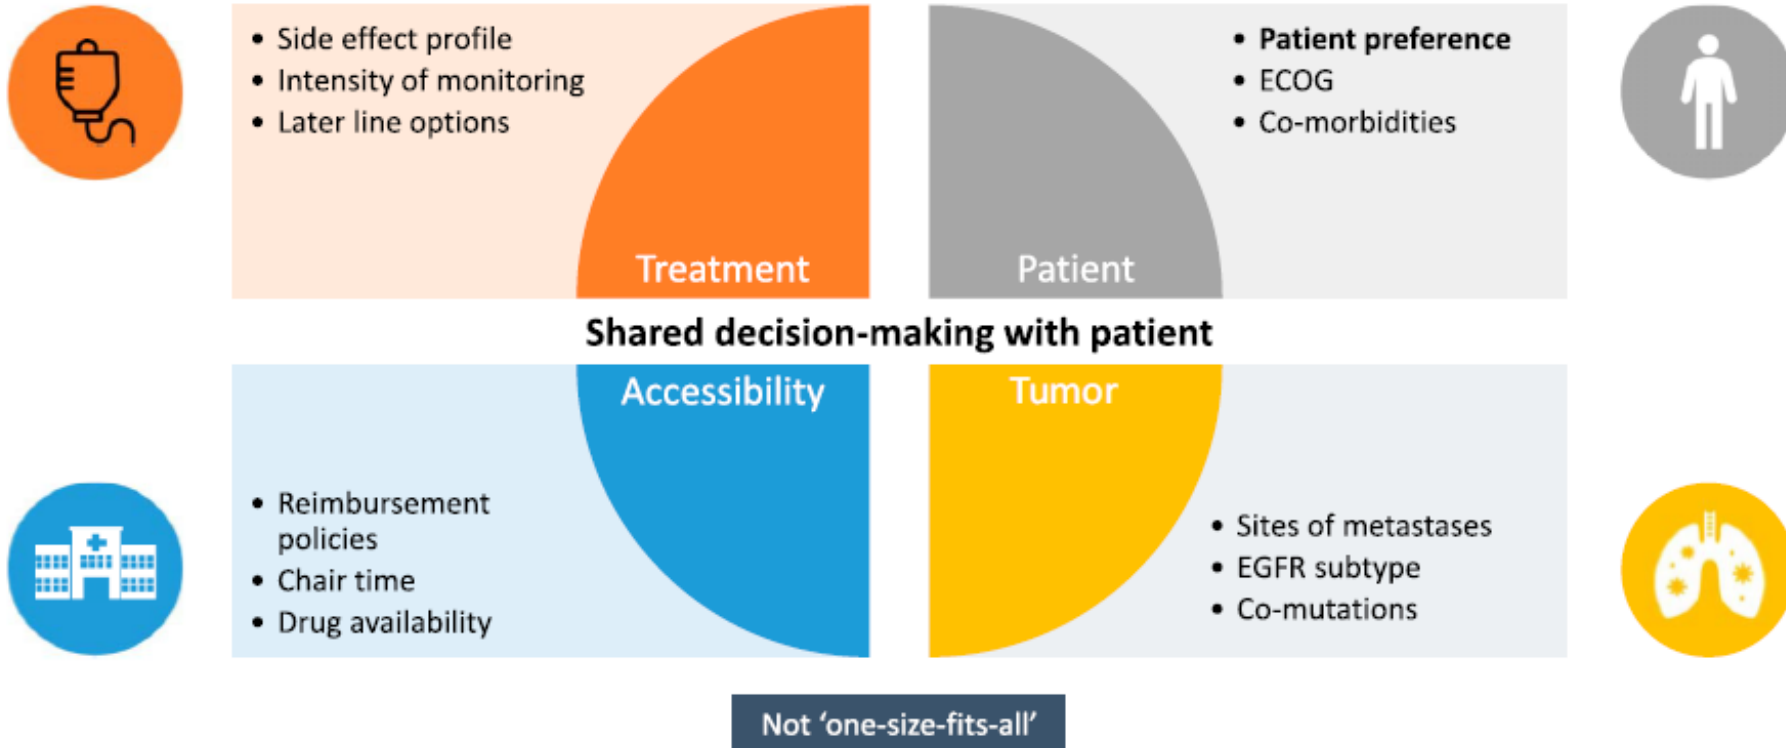 • Side effect profile
• Intensity of monitoring
• Later line options
Treatment
• Patient preference
• ECOG
• Co-morbidities
Patient
Shared decision-making with patient
Accessibility
• Reimbursement
policies
• Chair time
• Drug availability
Tumor
• Sites of metastases
• EGFR subtype
• Co-mutations
Not ‘one-size-fits-all’